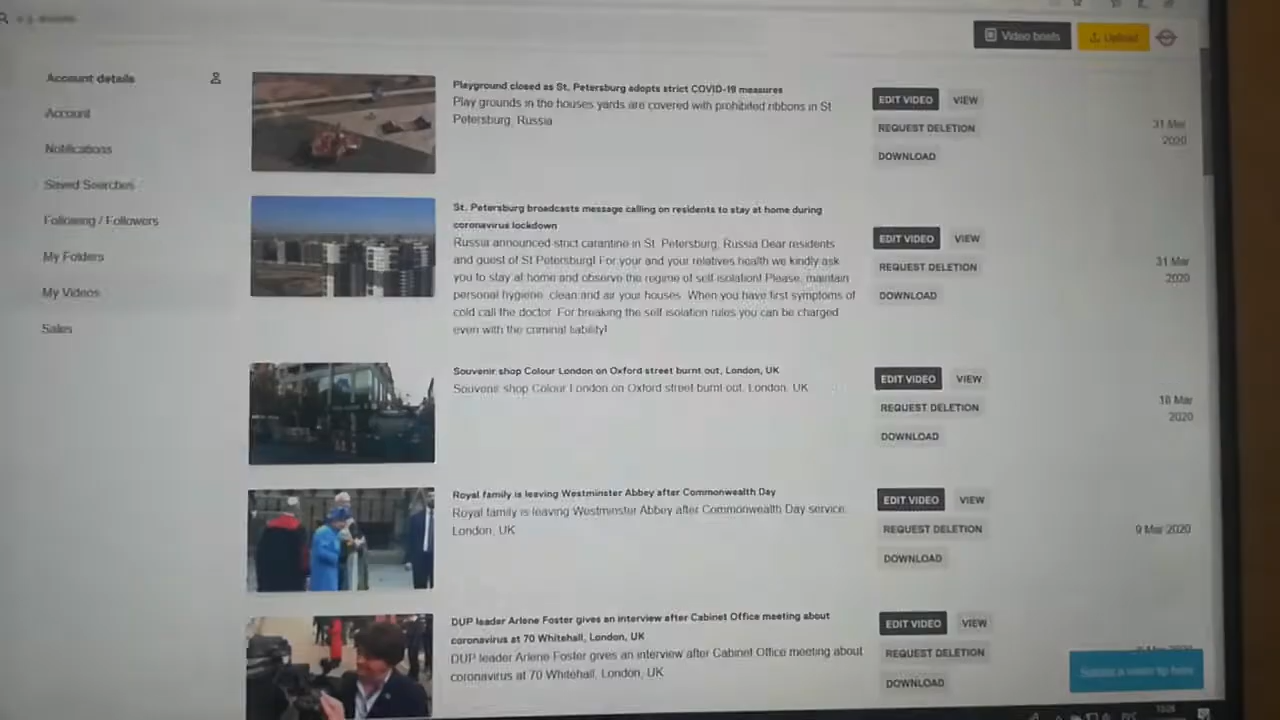 Video briefs
Upload
Account details
Account
Notifications
Saved Searches
Following / Followers
My Folders
My Videos
Sales
Playground closed as St. Petersburg adopts strict COVID-19 measures
Play grounds in the houses yards are covered with prohibited ribbons in St
Petersburg, Russia
EDIT VIDEO
VIEW
REQUEST DELETION
DOWNLOAD
31 Mar
2020
St. Petersburg broadcasts message calling on residents to stay at home during
coronavirus lockdown
Russia announced strict carantine in St. Petersburg, Russia Dear residents
and guest of St Petersburg! For your and your relatives health we kindly ask
you to stay at home and observe the regime of self isolation! Please, maintain
personal hygiene, clean and air your houses. When you have first symptoms of
cold call the doctor. For breaking the self isolation rules you can be charged
even with the criminal liability!
EDIT VIDEO
VIEW
REQUEST DELETION
DOWNLOAD
31 Mar
2020
Souvenir shop Colour London on Oxford street burnt out, London, UK
Souvenir shop Colour London on Oxford street burnt out, London, UK
EDIT VIDEO
VIEW
REQUEST DELETION
DOWNLOAD
18 Mar
2020
Royal family is leaving Westminster Abbey after Commonwealth Day
Royal family is leaving Westminster Abbey after Commonwealth Day service,
London, UK
EDIT VIDEO
VIEW
REQUEST DELETION
DOWNLOAD
9 Mar 2020
DUP leader Arlene Foster gives an interview after Cabinet Office meeting about
coronavirus at 70 Whitehall, London, UK
DUP leader Arlene Foster gives an interview after Cabinet Office meeting about
coronavirus at 70 Whitehall, London, UK
EDIT VIDEO
VIEW
REQUEST DELETION
DOWNLOAD